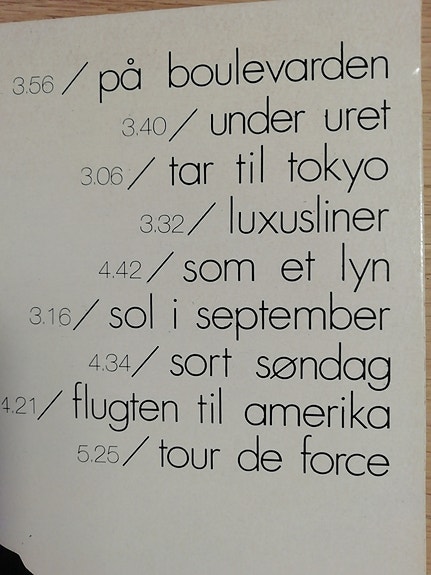 3.56 / på boulevarden
3.40 / under uret
3.06 / tar til tokyo
3.32 / luxusliner
4.42 / som et lyn
3.16 / sol i september
4.34 / sort søndag
4.21 / flugten til amerika
5.25 / tour de force